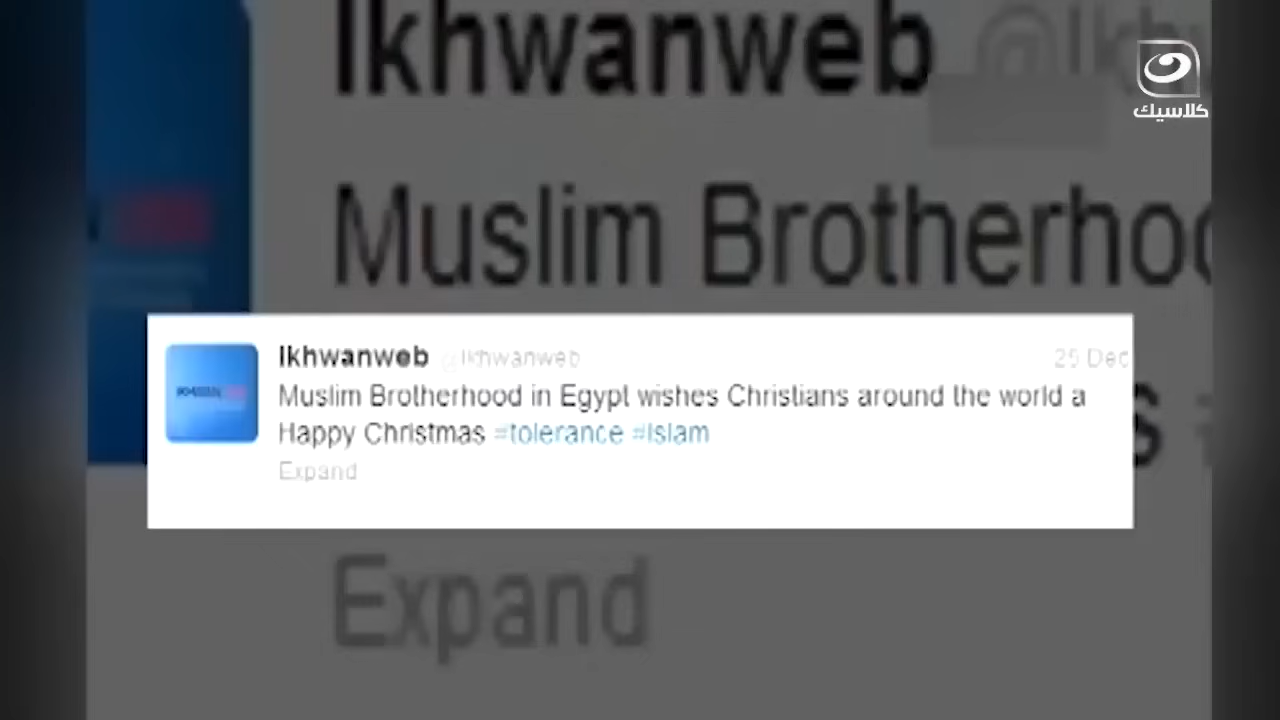 Ikhwanweb
كلاسيك
Muslim Brotherhoo
Ikhwanweb @Ikhwanweb 25 Dec
Muslim Brotherhood in Egypt wishes Christians around the world a
Happy Christmas #tolerance #Islam
Expand
Expand